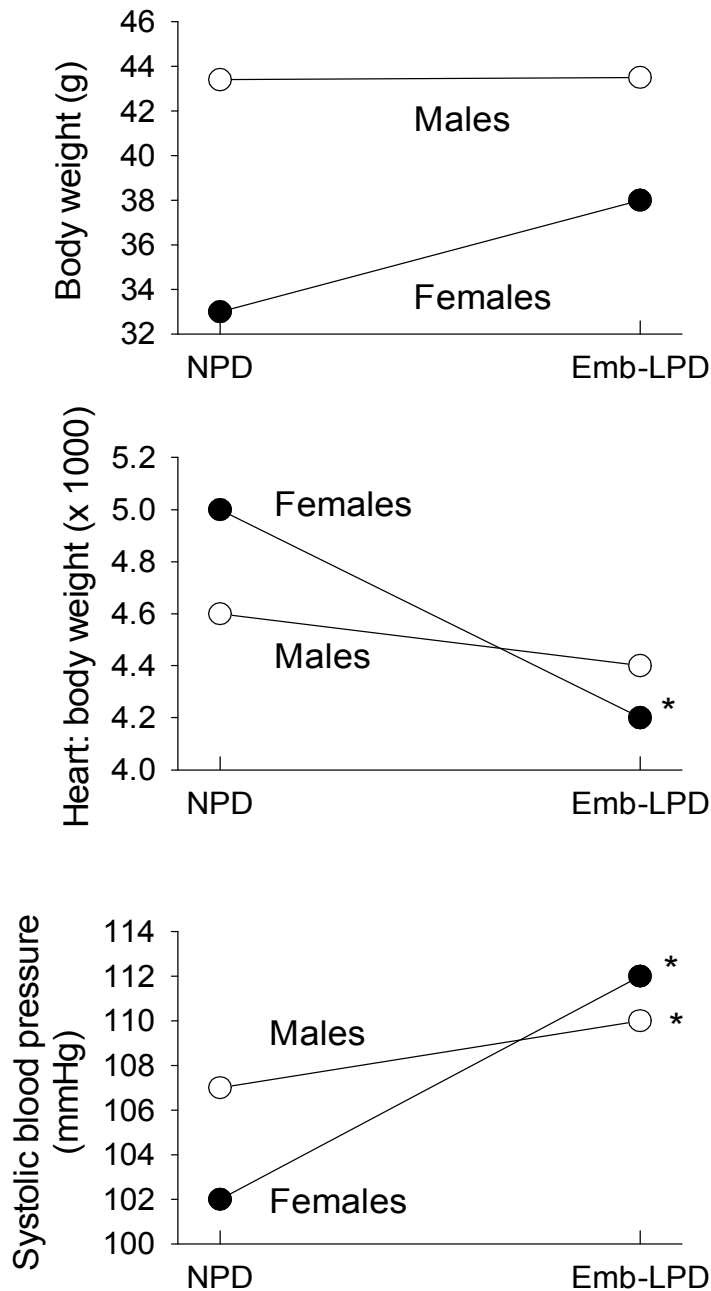 Body weight (g)
46
44
42
40
38
36
34
33
32
Males
Females
NPD
Emb-LPD
Heart: body weight (x 1000)
5.2
5.0
4.8
4.6
4.4
4.2
4.0
Females
Males
*
NPD
Emb-LPD
Systolic blood pressure
(mmHg)
114
112
110
108
106
104
102
100
Males
Females
*
*
NPD
Emb-LPD